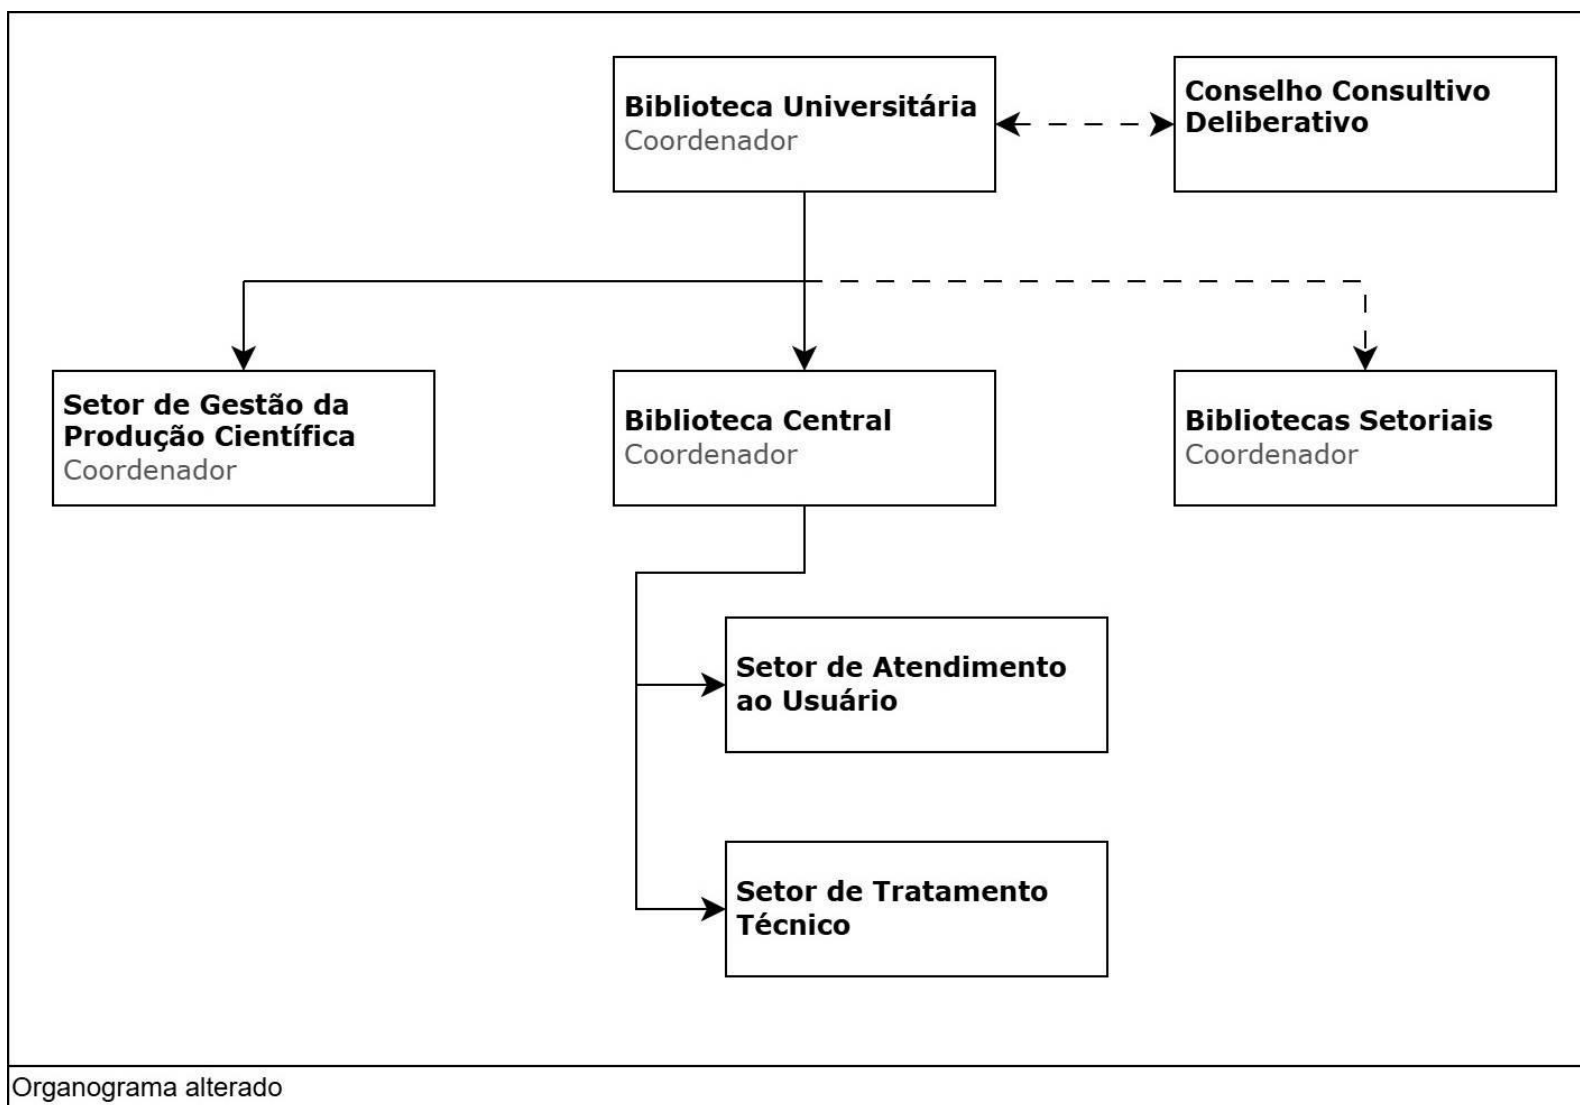 Biblioteca Universitária
Coordenador
Conselho Consultivo
Deliberativo
Setor de Gestão da
Produção Científica
Coordenador
Biblioteca Central
Coordenador
Bibliotecas Setoriais
Coordenador
Setor de Atendimento
ao Usuário
Setor de Tratamento
Técnico
Organograma alterado